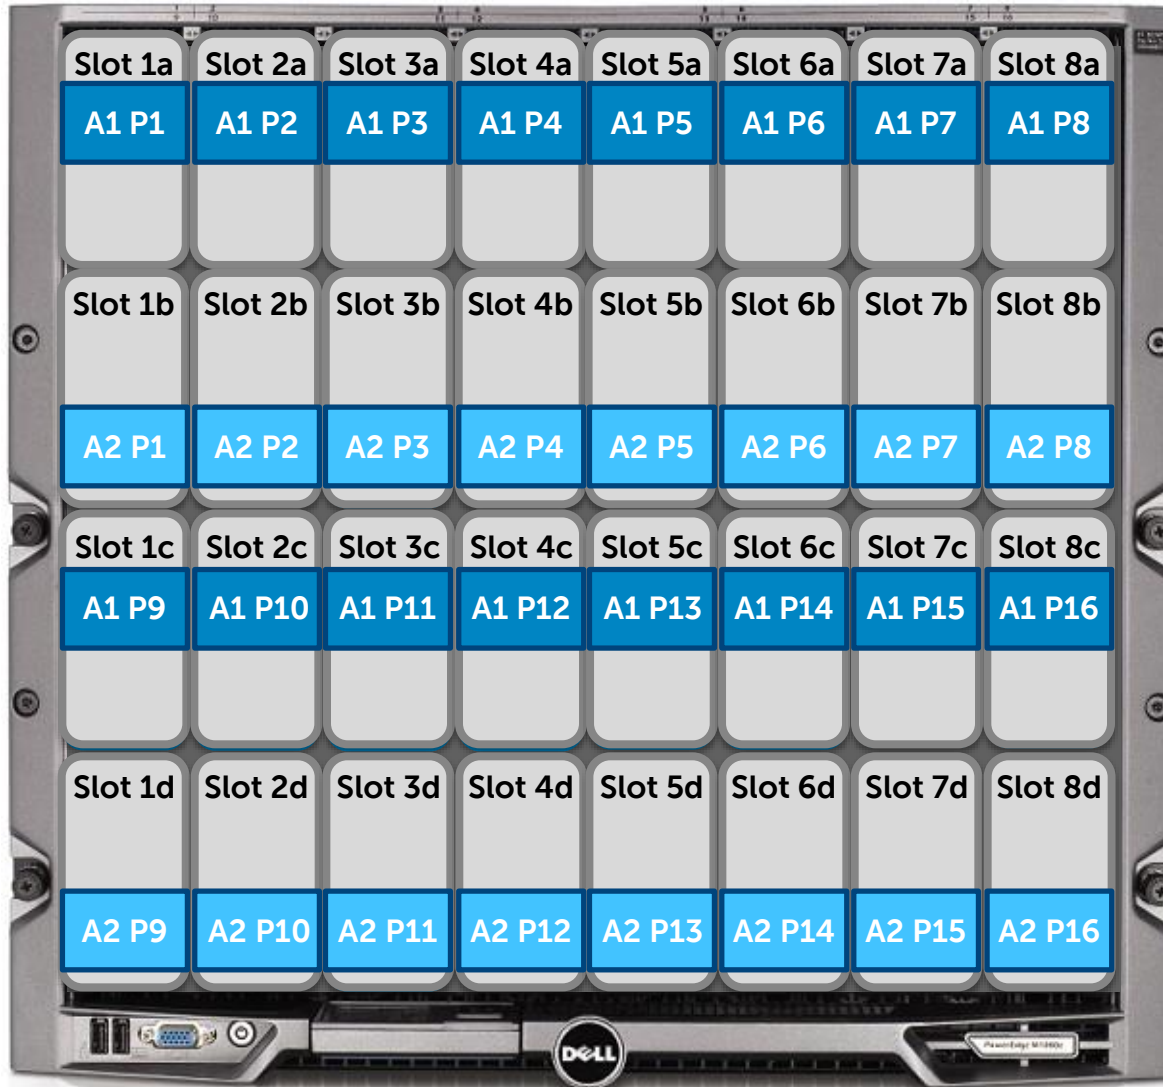 Slot 1a Slot 2a Slot 3a Slot 4a Slot 5a Slot 6a Slot 7a Slot 8a
A1 P1 A1 P2 A1 P3 A1 P4 A1 P5 A1 P6 A1 P7 A1 P8
Slot 1b Slot 2b Slot 3b Slot 4b Slot 5b Slot 6b Slot 7b Slot 8b
A2 P1 A2 P2 A2 P3 A2 P4 A2 P5 A2 P6 A2 P7 A2 P8
Slot 1c Slot 2c Slot 3c Slot 4c Slot 5c Slot 6c Slot 7c Slot 8c
A1 P9 A1 P10 A1 P11 A1 P12 A1 P13 A1 P14 A1 P15 A1 P16
Slot 1d Slot 2d Slot 3d Slot 4d Slot 5d Slot 6d Slot 7d Slot 8d
A2 P9 A2 P10 A2 P11 A2 P12 A2 P13 A2 P14 A2 P15 A2 P16
DELL
PowerEdge M1000e